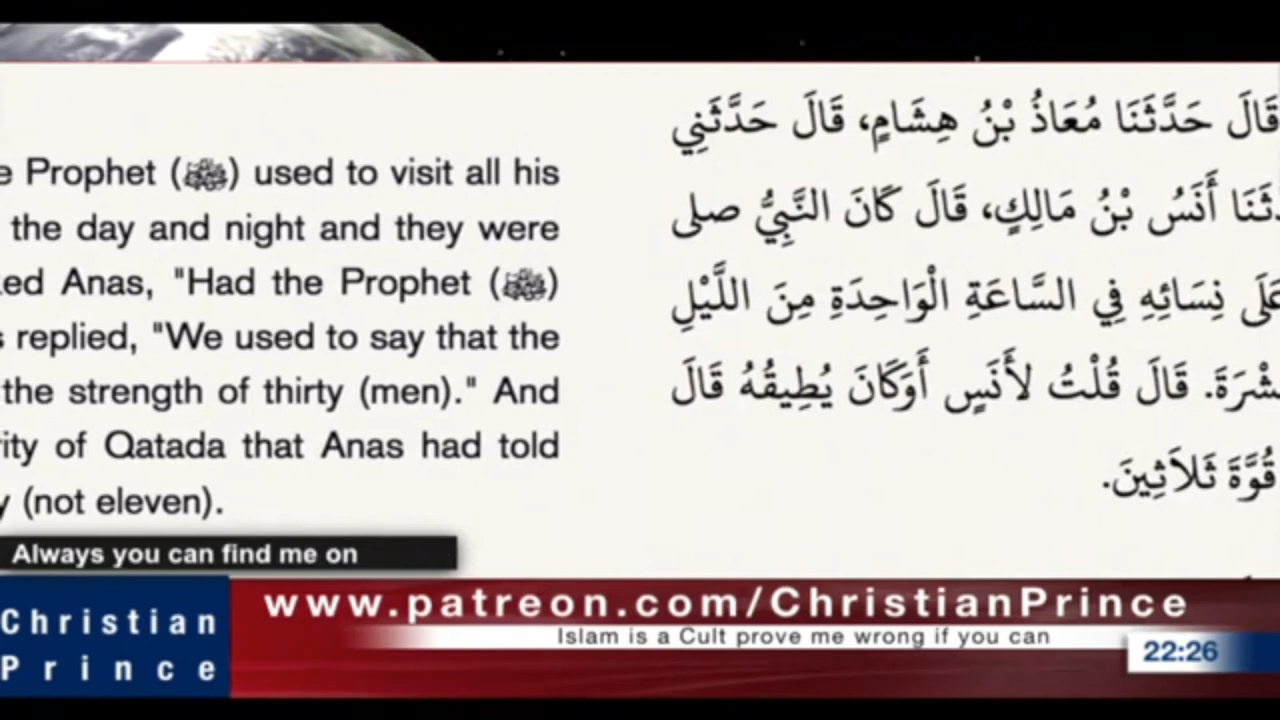 Prophet (ﷺ) used to visit all his
the day and night and they were
Anas, "Had the Prophet (ﷺ)
replied, "We used to say that the
the strength of thirty (men)." And
of Qatada that Anas had told
(not eleven).
قَالَ حَدَّثَنَا مُعَاذُ بْنُ هِشَامٍ، قَالَ حَدَّثَنِي
أَنَسُ بْنُ مَالِكٍ، قَالَ كَانَ النَّبِيُّ صلى
نِسَائِهِ فِي السَّاعَةِ الْوَاحِدَةِ مِنَ اللَّيْلِ
قَالَ قُلْتُ لأَنَسٍ أَوَكَانَ يُطِيقُهُ قَالَ
قُوَّةَ ثَلاَثِينَ.
Always you can find me on
Christian
Prince
www.patreon.com/ChristianPrince
Islam is a Cult prove me wrong if you can
22:26